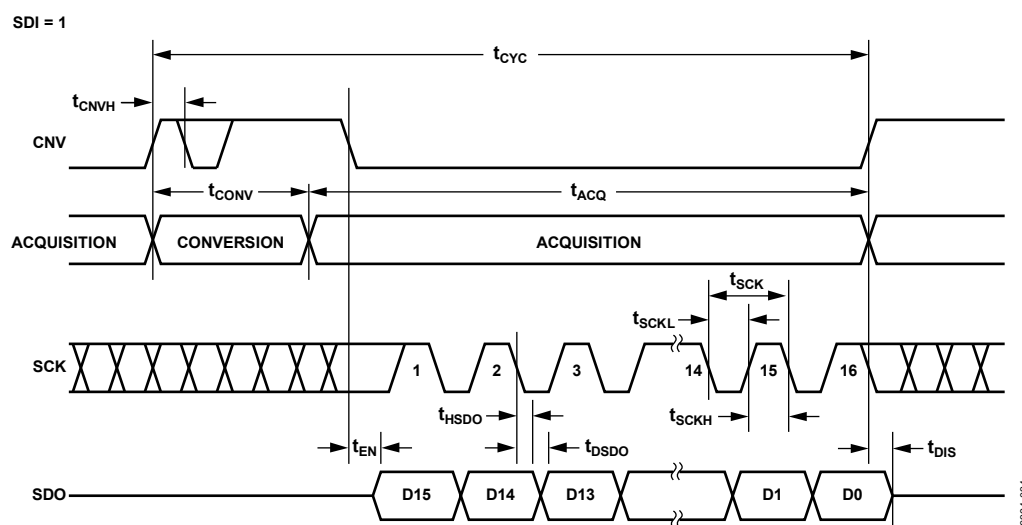 SDI = 1
tCYC
tCNVH
CNV
tCONV
tACQ
ACQUISITION
CONVERSION
ACQUISITION
tSCK
tSCKL
SCK
1
2
3
14
15
16
tHSDO
tSCKH
tEN
tDSDO
tDIS
SDO
D15
D14
D13
D1
D0